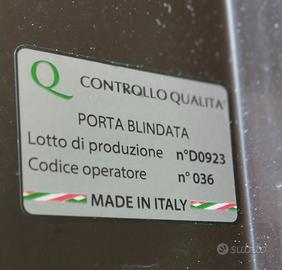 Q CONTROLLO QUALITA'
PORTA BLINDATA
Lotto di produzione n°D0923
Codice operatore n° 036
MADE IN ITALY
subito